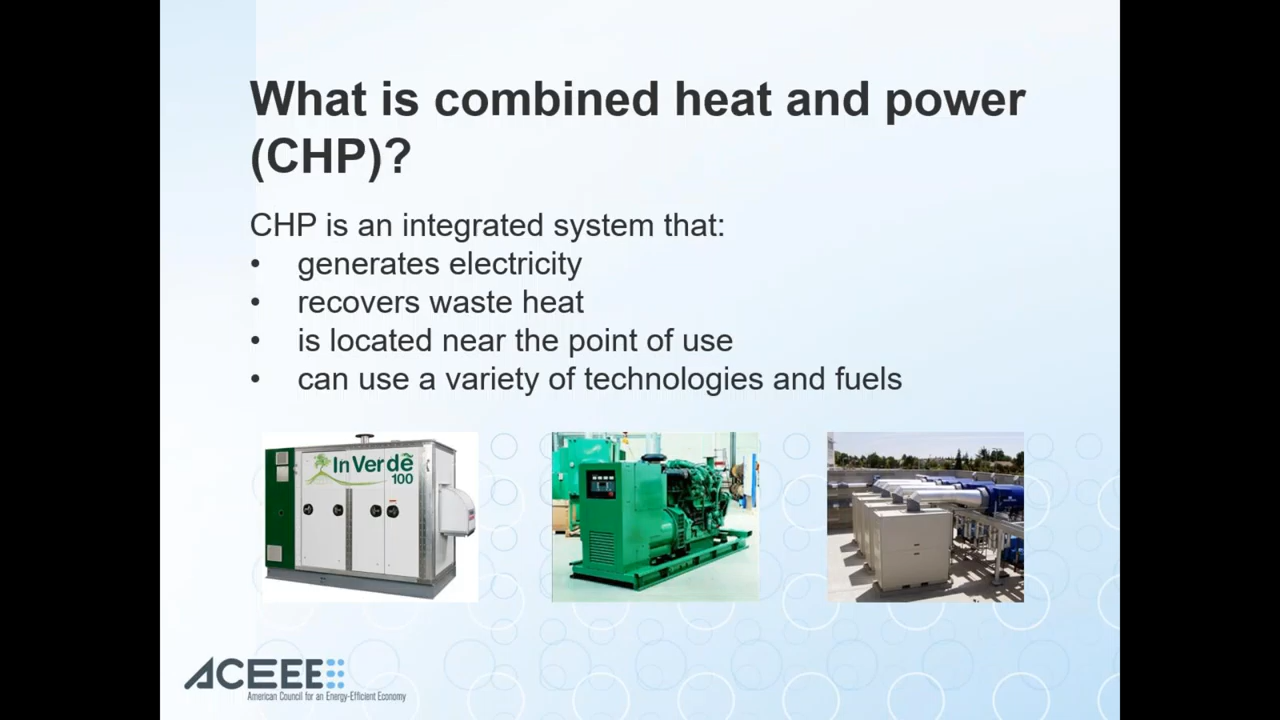 What is combined heat and power
(CHP)?
CHP is an integrated system that:
• generates electricity
• recovers waste heat
• is located near the point of use
• can use a variety of technologies and fuels
In Verdẽ
100
ACEEE
American Council for an Energy-Efficient Economy